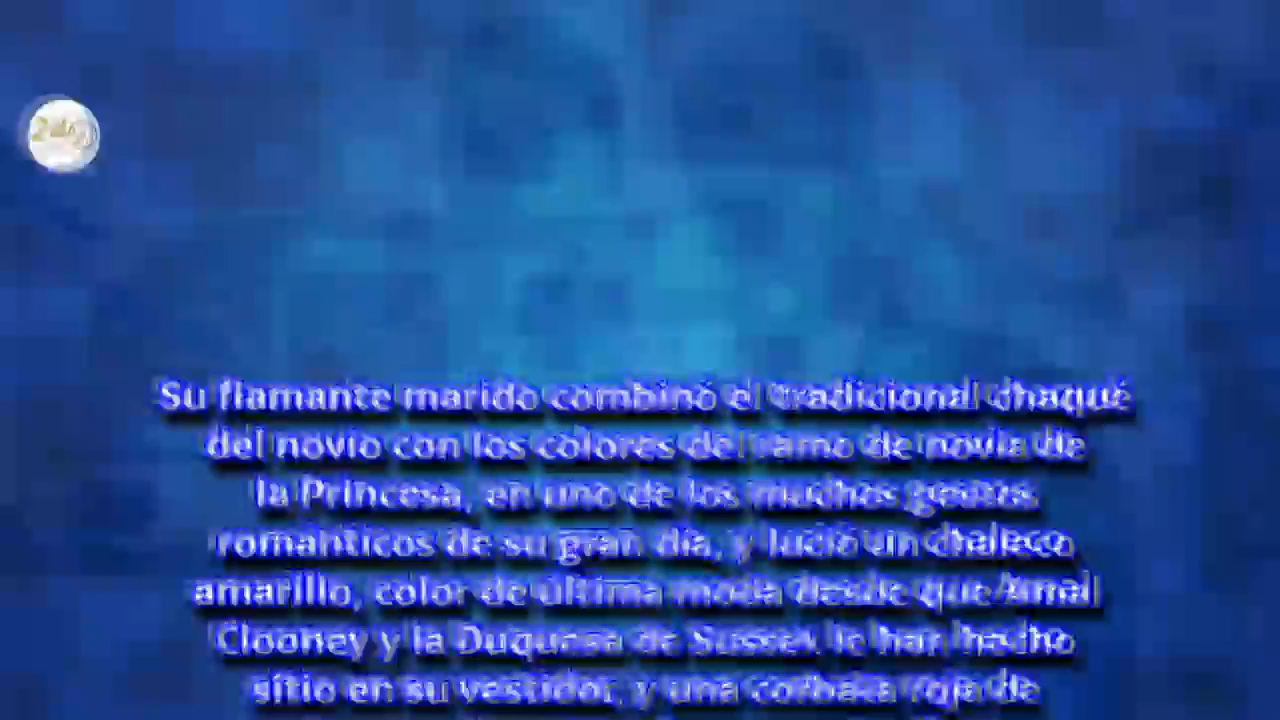 Su flamante marido combinó el tradicional chaqué
del novio con los colores del ramo de novia de
la Princesa, en uno de los muchos gestos
románticos de su gran día, y lució un chaleco
amarillo, color de última moda desde que Amal
Clooney y la Duquesa de Sussex le han hecho
sitio en su vestidor, y una corbata roja de